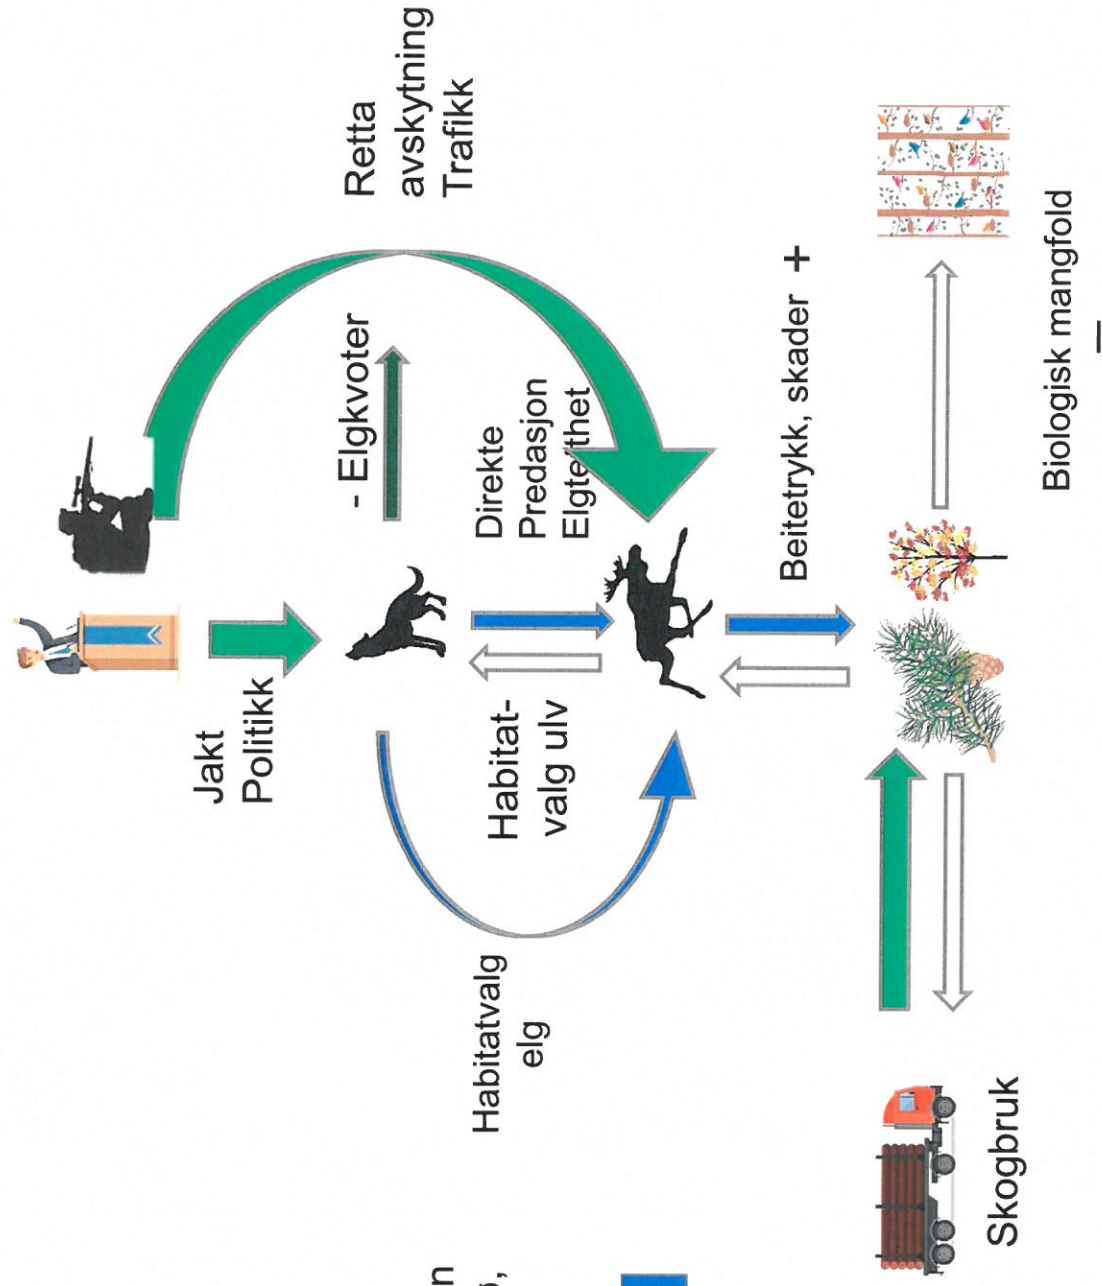 Jakt
Politikk
Retta
avskytning
Trafikk
- Elgkvoter
Direkte
Predasjon
Elgtetthet
Habitat-
valg ulv
Habitatvalg
elg
n
,
Beitetrykk, skader +
Skogbruk
Biologisk mangfold
–